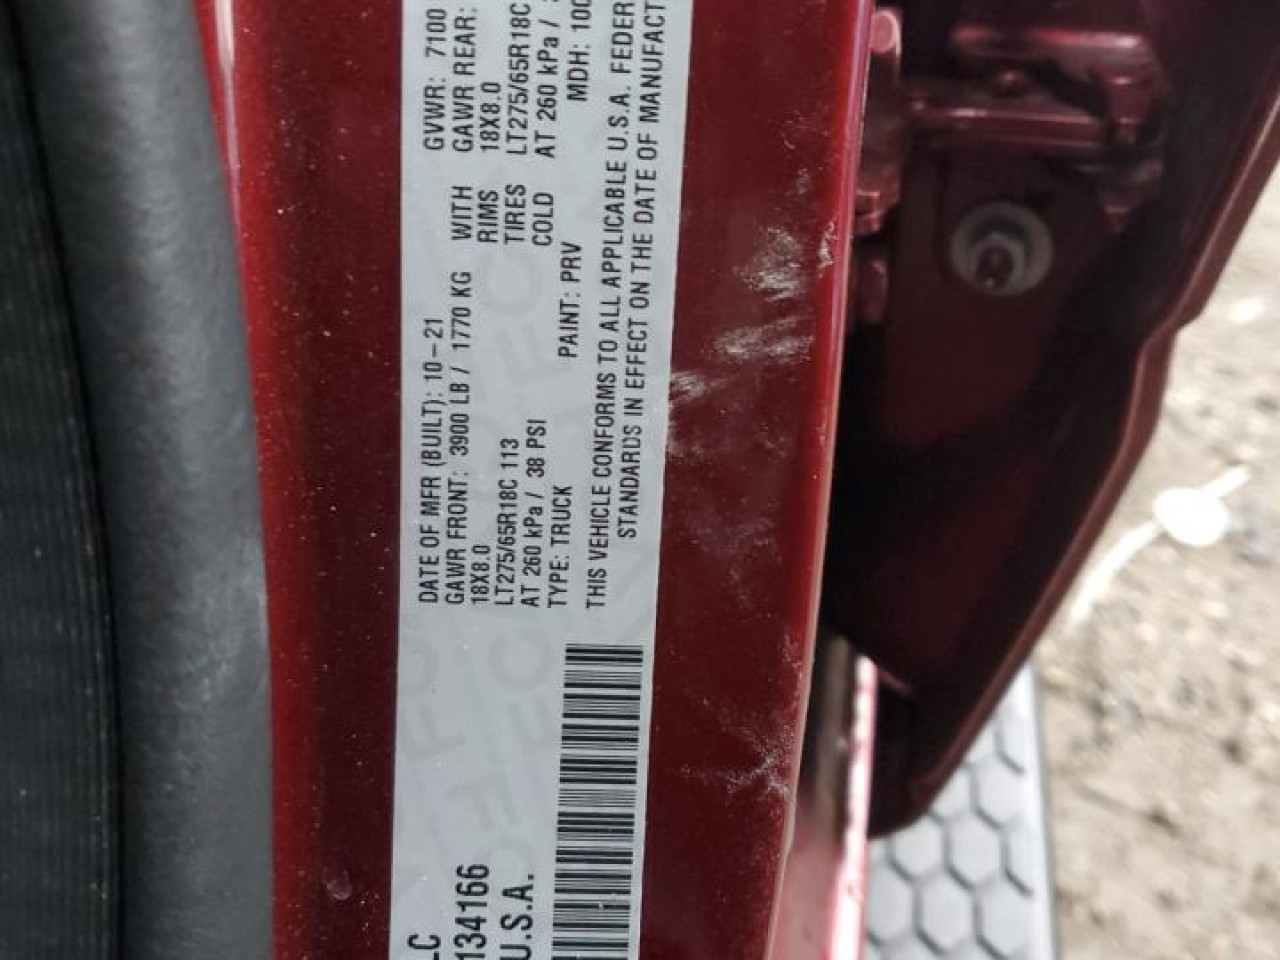 DATE OF MFR (BUILT): 10-21 GVWR: 7100
GAWR FRONT: 3900 LB / 1770 KG WITH GAWR REAR:
18X8.0 RIMS 18X8.0
LT275/65R18C 113 TIRES LT275/65R18C
AT 260 kPa / 38 PSI COLD AT 260 kPa /
TYPE: TRUCK PAINT: PRV MDH: 100
THIS VEHICLE CONFORMS TO ALL APPLICABLE U.S.A. FEDER
STANDARDS IN EFFECT ON THE DATE OF MANUFACT
LC
134166
U.S.A.